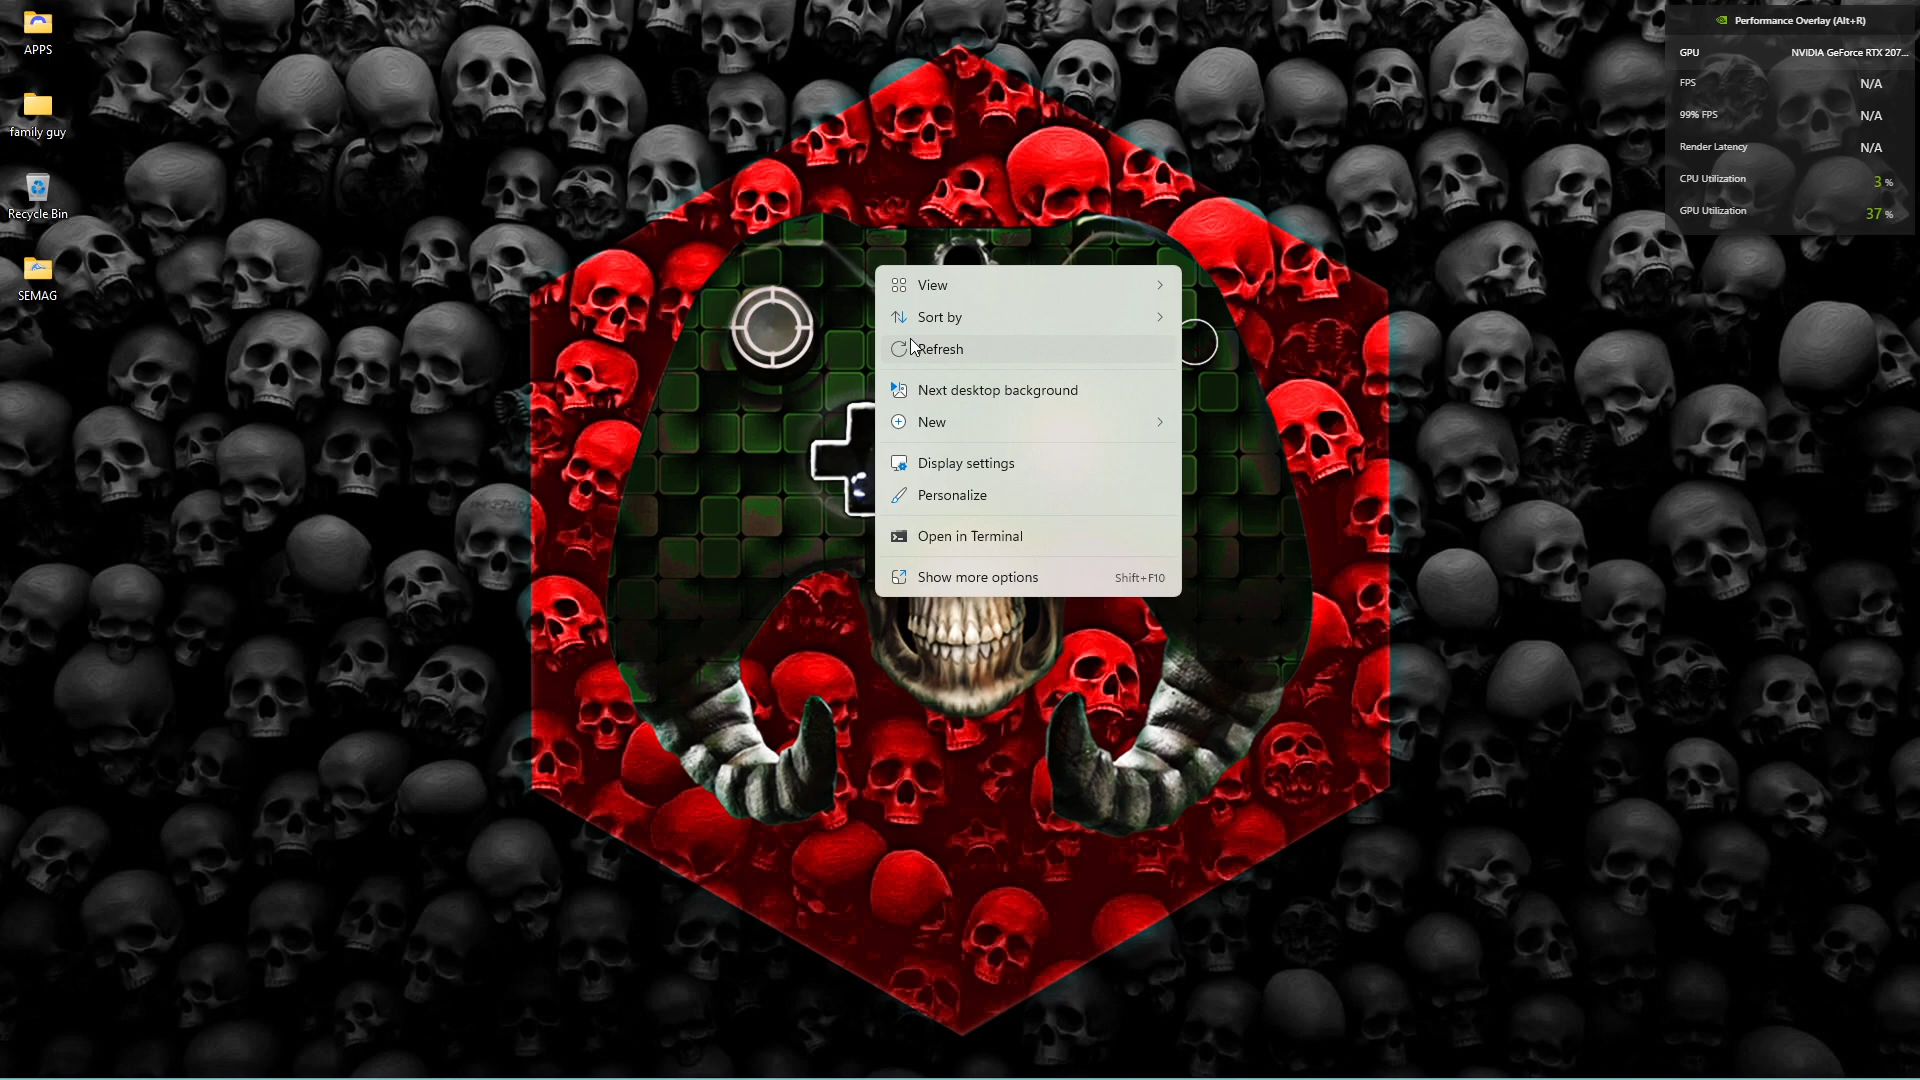 APPS
family guy
Recycle Bin
SEMAG
View
Sort by
Refresh
Next desktop background
New
Display settings
Personalize
Open in Terminal
Show more options Shift+F10
Performance Overlay (Alt+R)
GPU NVIDIA GeForce RTX 207...
FPS N/A
99% FPS N/A
Render Latency N/A
CPU Utilization 3 %
GPU Utilization 37 %